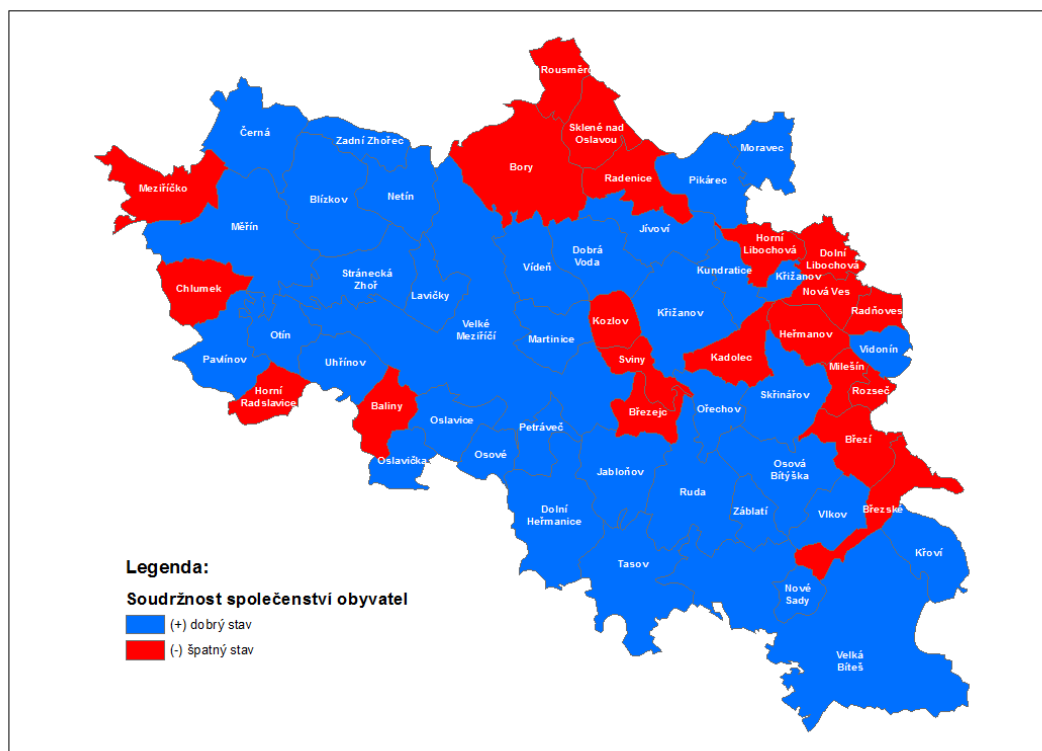 Rousměrov
Černá
Zadní Zhořec
Sklené nad
Oslavou
Moravec
Bory
Meziříčko
Radenice
Pikárec
Blízkov
Netín
Měřín
Jívoví
Horní
Libochová
Dolní
Libochová
Vídeň
Dobrá
Voda
Kundratice
Křižanov
Stránecká
Zhoř
Chlumek
Lavičky
Nová Ves
Radňoves
Velké
Meziříčí
Kozlov
Křižanov
Otín
Martinice
Heřmanov
Vidonín
Pavlínov
Uhřínov
Sviny
Kadolec
Milešín
Horní
Radslavice
Rozseč
Skřinářov
Baliny
Březejc
Ořechov
Oslavice
Petráveč
Březí
Oslavička
Osové
Jabloňov
Osová
Bítýška
Ruda
Dolní
Heřmanice
Záblatí
Vlkov
Březské
Křoví
Tasov
Nové
Sady
Velká
Bíteš
Legenda:
Soudržnost společenství obyvatel
(+) dobrý stav
(-) špatný stav